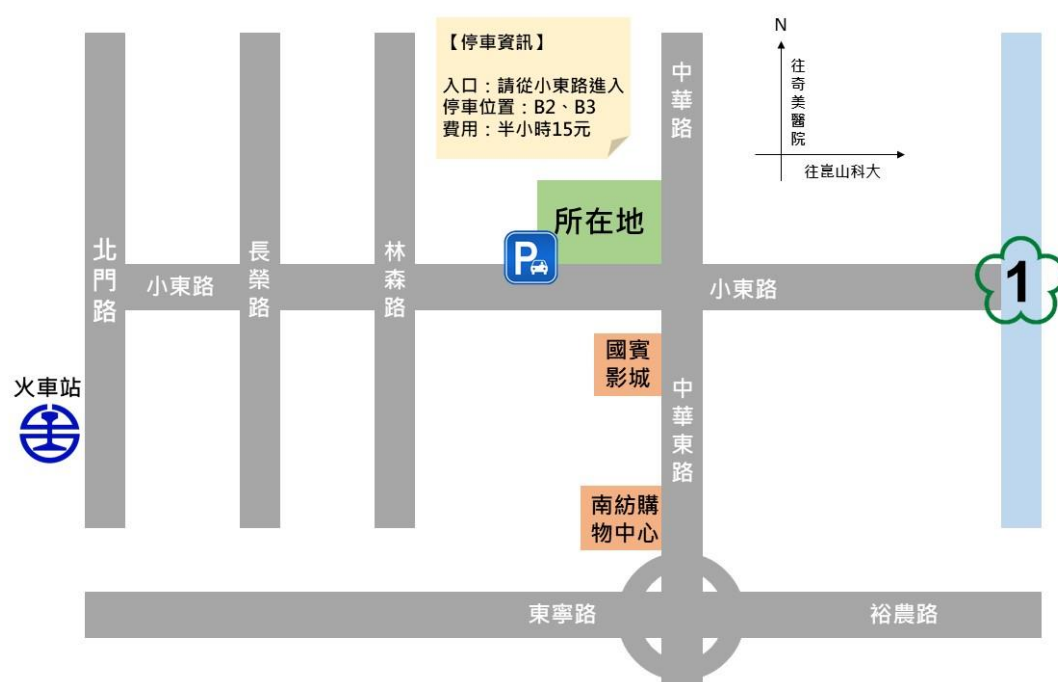 【停車資訊】
入口：請從小東路進入
停車位置：B2、B3
費用：半小時15元
N
往奇美醫院
往崑山科大
中華路
所在地
P
北門路
小東路
長榮路
林森路
小東路
1
國賓
影城
火車站
中華東路
南紡購
物中心
東寧路
裕農路